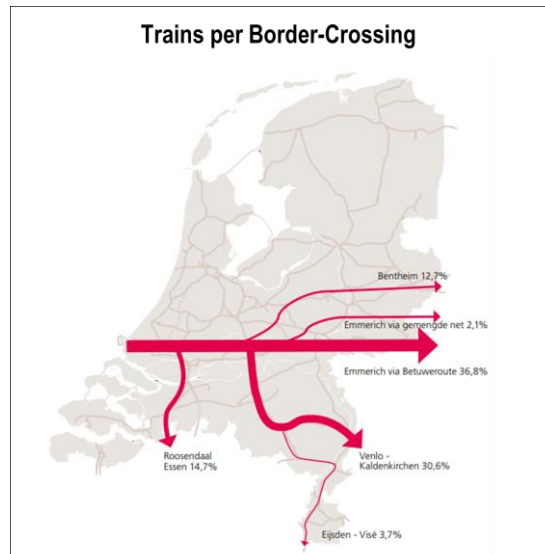 Trains per Border-Crossing
Bentheim 12,7%
Emmerich via gemengde net 2,1%
Emmerich via Betuweroute 36,8%
Roosendaal
Essen 14,7%
Venlo -
Kaldenkirchen 30,6%
Eijsden - Visé 3,7%